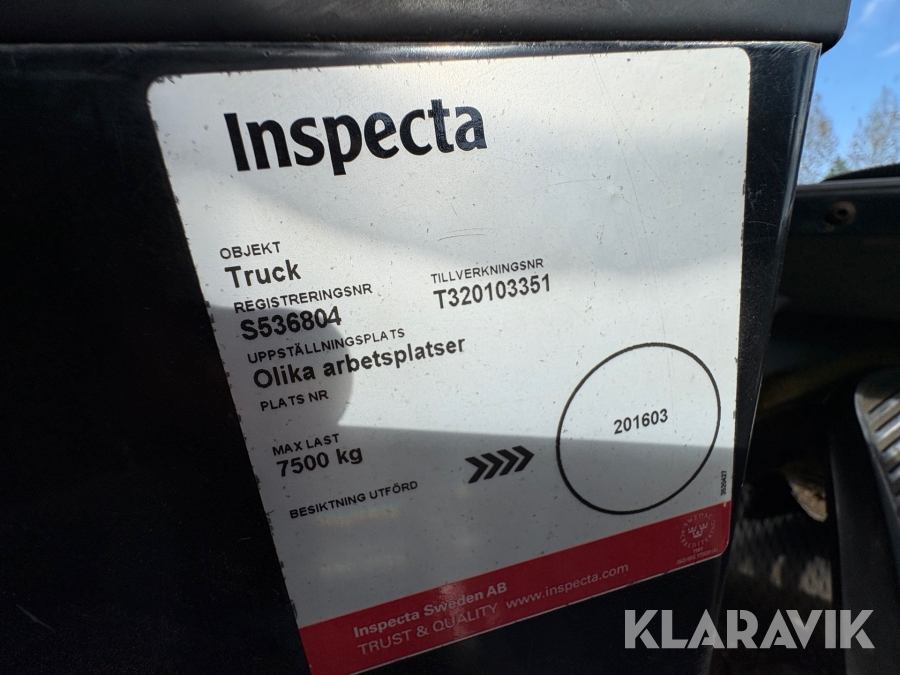 Inspecta
OBJEKT
Truck
REGISTRERINGSNR
S536804
TILLVERKNINGSNR
T320103351
UPPSTÄLLNINGSPLATS
Olika arbetsplatser
PLATS NR
MAX LAST
7500 kg
BESIKTNING UTFÖRD
201603
Inspecta Sweden AB
TRUST & QUALITY www.inspecta.com
KLARAVIK